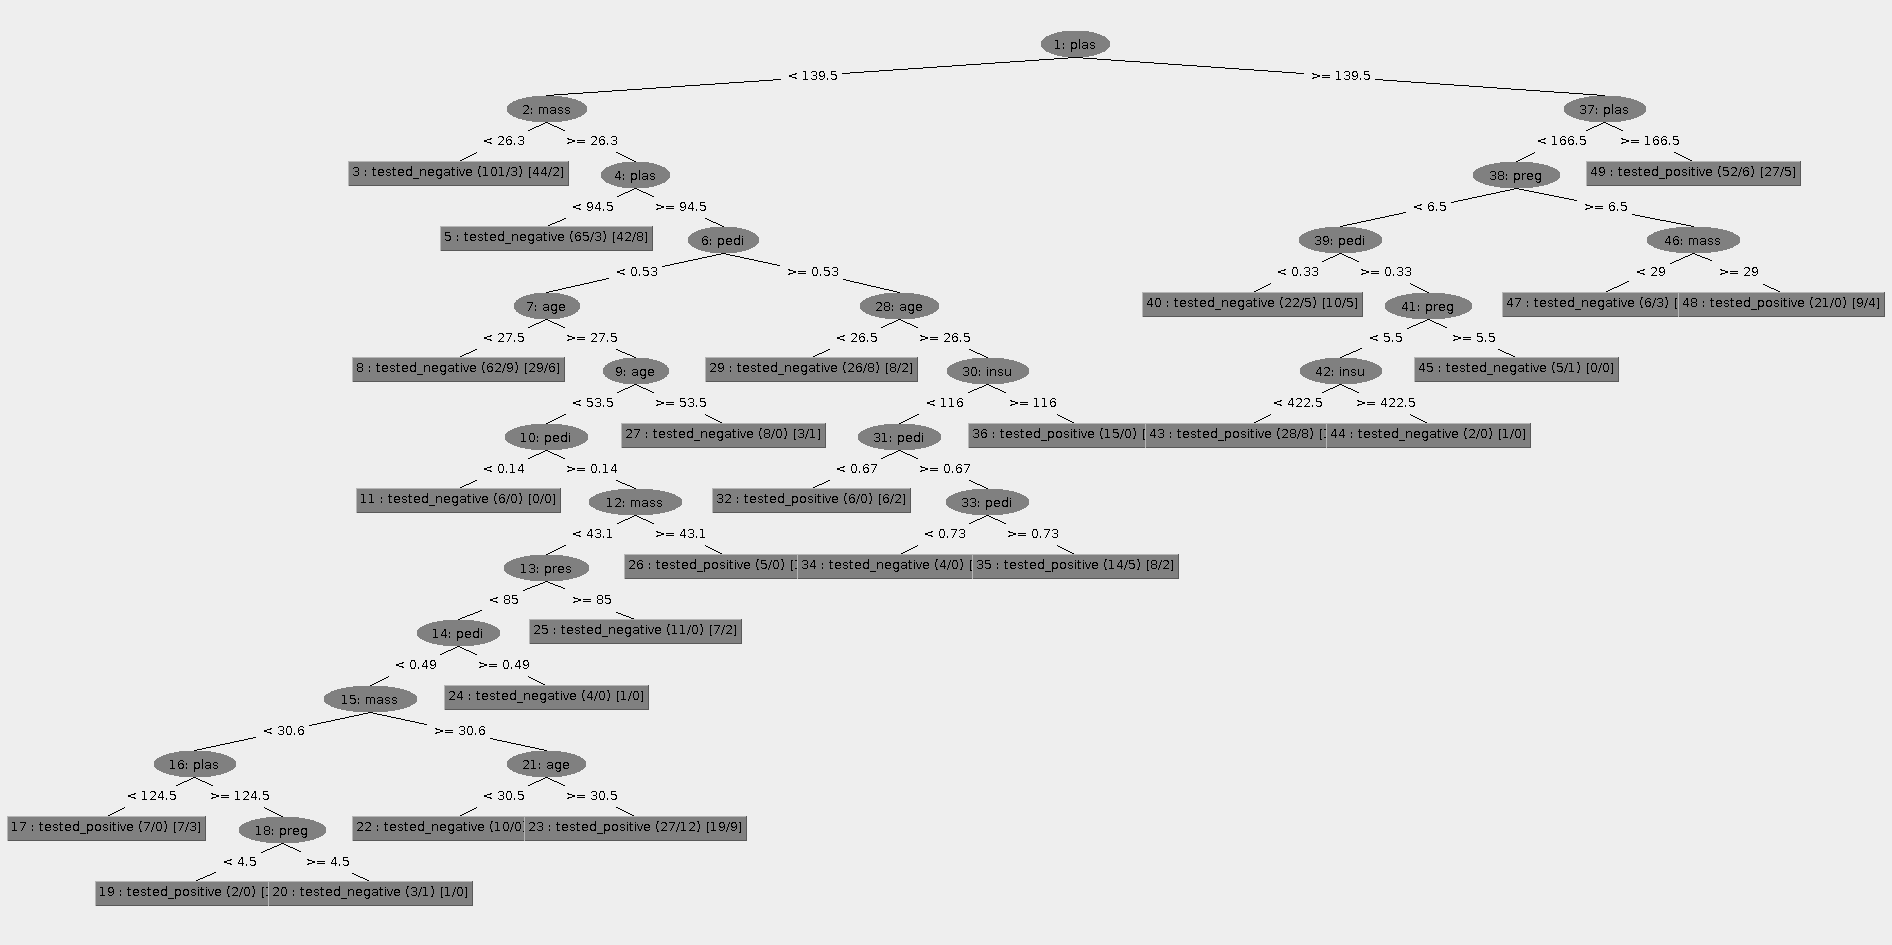 1: plas
< 139.5 >= 139.5
2: mass 37: plas
< 26.3 >= 26.3 < 166.5 >= 166.5
3 : tested_negative (101/3) [44/2] 4: plas 38: preg 49 : tested_positive (52/6) [27/5]
< 94.5 >= 94.5 < 6.5 >= 6.5
5 : tested_negative (65/3) [42/8] 6: pedi 39: pedi 46: mass
< 0.53 >= 0.53 < 0.33 >= 0.33 < 29 >= 29
7: age 28: age 40 : tested_negative (22/5) [10/5] 41: preg 47 : tested_negative (6/3) [ 48 : tested_positive (21/0) [9/4]
< 27.5 >= 27.5 < 26.5 >= 26.5 < 5.5 >= 5.5
8 : tested_negative (62/9) [29/6] 9: age 29 : tested_negative (26/8) [8/2] 30: insu 42: insu 45 : tested_negative (5/1) [0/0]
< 53.5 >= 53.5 < 116 >= 116 < 422.5 >= 422.5
10: pedi 27 : tested_negative (8/0) [3/1] 31: pedi 36 : tested_positive (15/0) [ 43 : tested_positive (28/8) [ 44 : tested_negative (2/0) [1/0]
< 0.14 >= 0.14 < 0.67 >= 0.67
11 : tested_negative (6/0) [0/0] 12: mass 32 : tested_positive (6/0) [6/2] 33: pedi
< 43.1 >= 43.1 < 0.73 >= 0.73
13: pres 26 : tested_positive (5/0) [ 34 : tested_negative (4/0) [ 35 : tested_positive (14/5) [8/2]
< 85 >= 85
14: pedi 25 : tested_negative (11/0) [7/2]
< 0.49 >= 0.49
15: mass 24 : tested_negative (4/0) [1/0]
< 30.6 >= 30.6
16: plas 21: age
< 124.5 >= 124.5 < 30.5 >= 30.5
17 : tested_positive (7/0) [7/3] 18: preg 22 : tested_negative (10/0) 23 : tested_positive (27/12) [19/9]
< 4.5 >= 4.5
19 : tested_positive (2/0) [ 20 : tested_negative (3/1) [1/0]